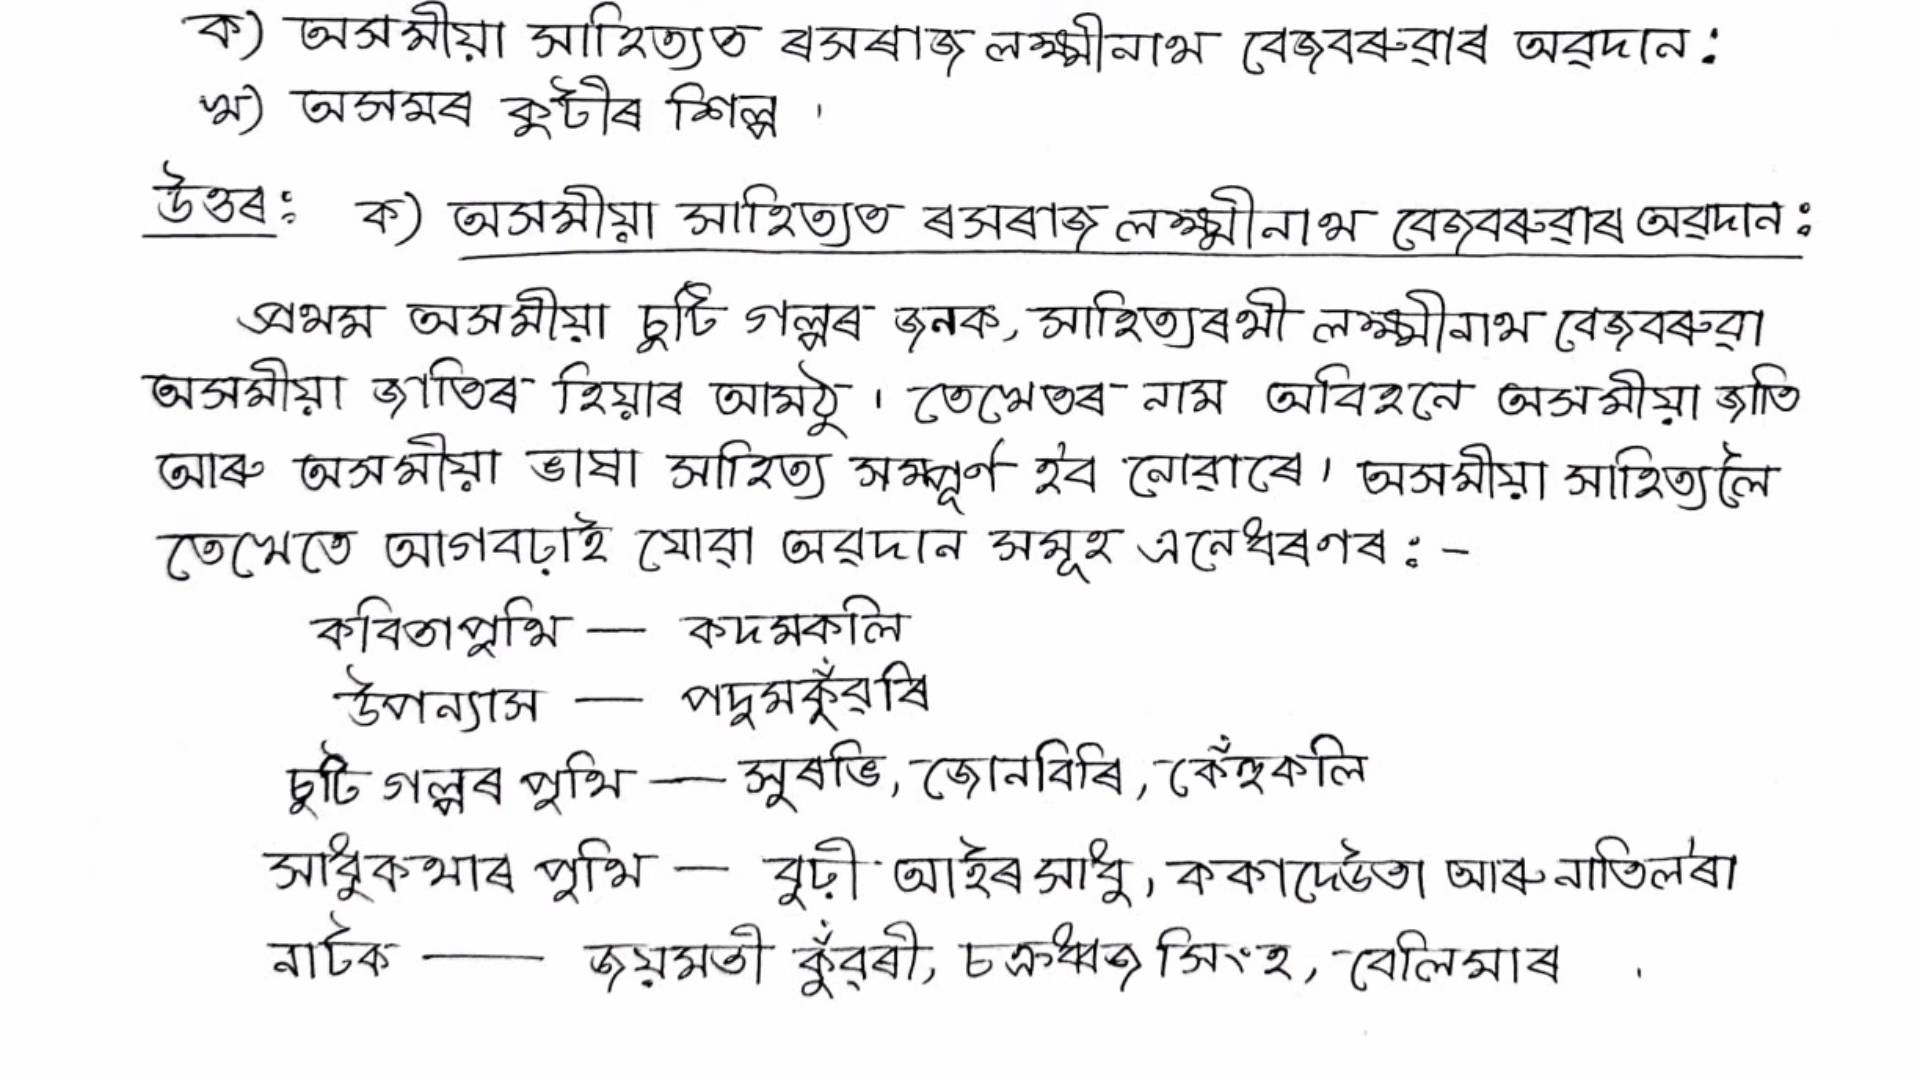 ক) অসমীয়া সাহিত্যত ৰসৰাজ লক্ষ্মীনাথ বেজবৰুৱাৰ অৱদান :
খ) অসমৰ কুটীৰ শিল্প ।
উত্তৰ : ক) অসমীয়া সাহিত্যত ৰসৰাজ লক্ষ্মীনাথ বেজবৰুৱাৰ অৱদান :
প্ৰথম অসমীয়া চুটি গল্পৰ জনক, সাহিত্যৰথী লক্ষ্মীনাথ বেজবৰুৱা
অসমীয়া জাতিৰ হিয়াৰ আমঠু । তেখেতৰ নাম অবিহনে অসমীয়া জাতি
আৰু অসমীয়া ভাষা সাহিত্য সম্পূৰ্ণ হ'ব নোৱাৰে । অসমীয়া সাহিত্যলৈ
তেখেতে আগবঢ়াই যোৱা অৱদান সমূহ এনেধৰণৰ : -
কবিতাপুথি — কদমকলি
উপন্যাস — পদুমকুঁৱৰি
চুটি গল্পৰ পুথি — সুৰভি, জোনবিৰি, কেঁহুকলি
সাধুকথাৰ পুথি — বুঢ়ী আইৰ সাধু, ককাদেউতা আৰু নাতিল'ৰা
নাটক — জয়মতী কুঁৱৰী, চক্ৰধ্বজ সিংহ, বেলিমাৰ ।